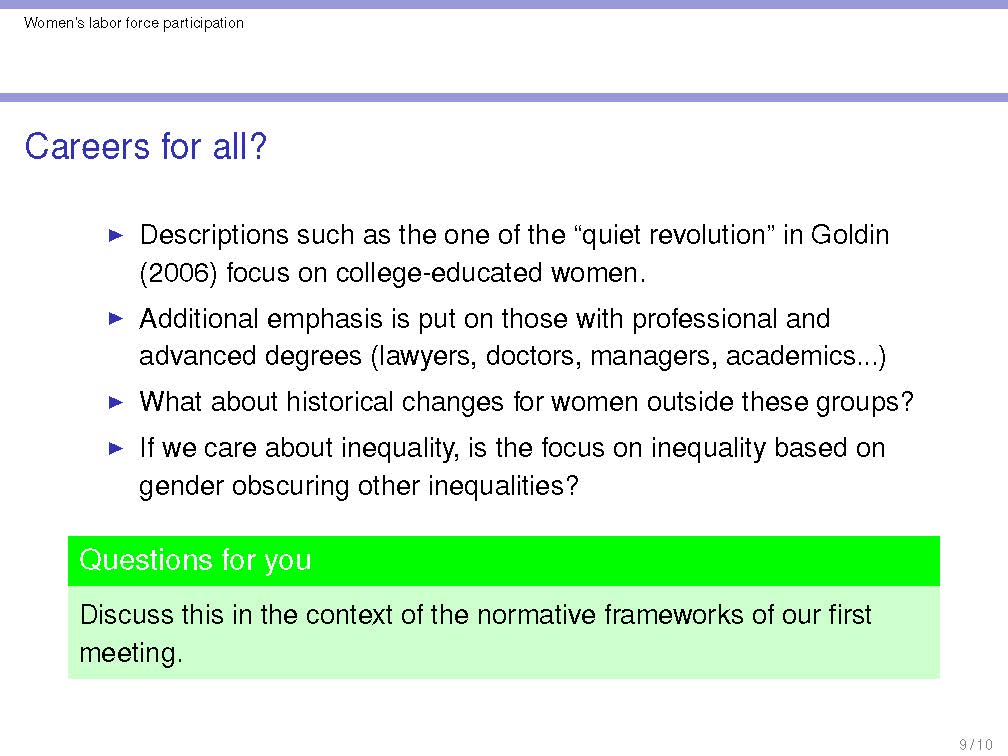 Women's labor force participation
Careers for all?
▶ Descriptions such as the one of the “quiet revolution” in Goldin
(2006) focus on college-educated women.
▶ Additional emphasis is put on those with professional and
advanced degrees (lawyers, doctors, managers, academics...)
▶ What about historical changes for women outside these groups?
▶ If we care about inequality, is the focus on inequality based on
gender obscuring other inequalities?
Questions for you
Discuss this in the context of the normative frameworks of our first
meeting.
9 / 10